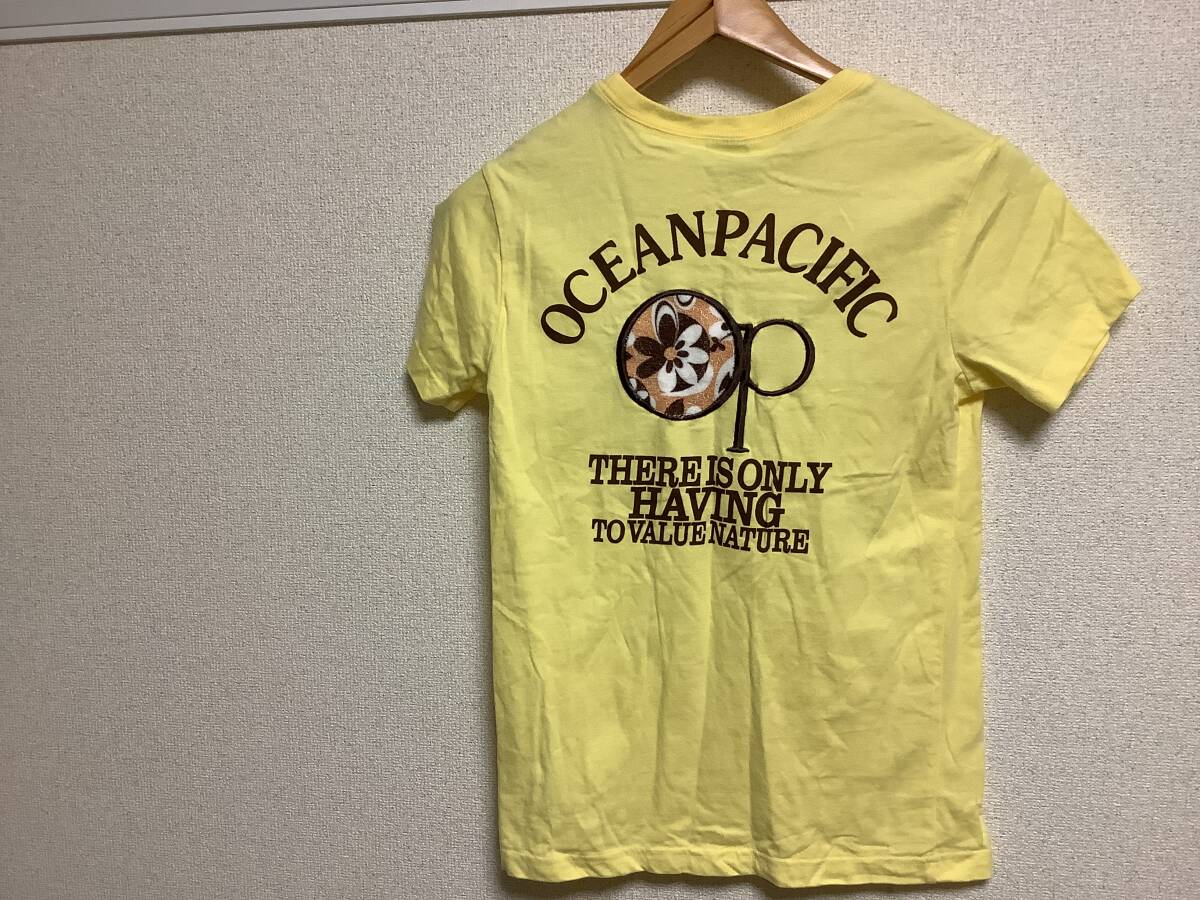 OCEANPACIFIC
op
THERE IS ONLY
HAVING
TO VALUE NATURE